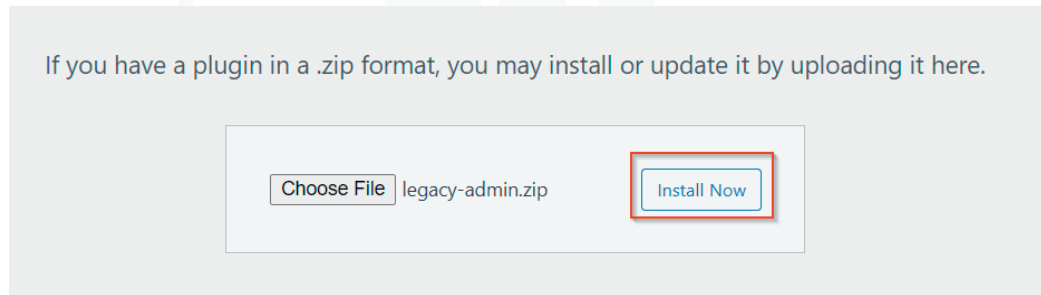 If you have a plugin in a .zip format, you may install or update it by uploading it here.
Choose File legacy-admin.zip Install Now